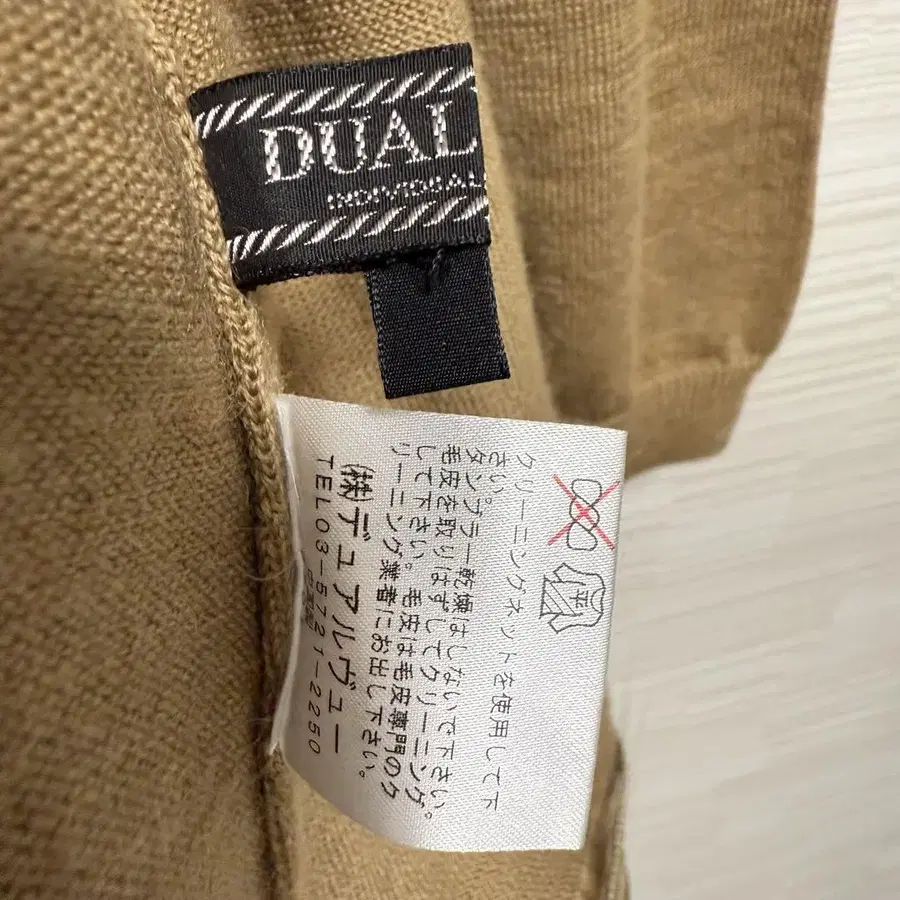 DUAL
INDIVIDUAL
平
クリーニングネットを使用して下
さい。
タンブラー乾燥はしないで下さい。
毛皮を取りはずしてクリーニング
して下さい。毛皮は毛皮専門のク
リーニング業者にお出し下さい。
㈱デュアルヴュー
TEL03-5721-2250